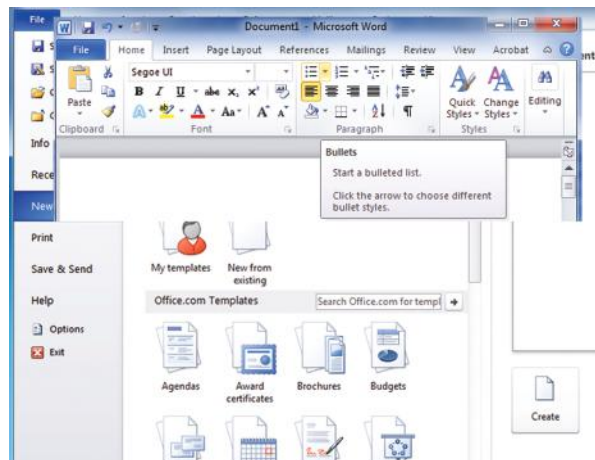 File
W
Document1 - Microsoft Word
File Home Insert Page Layout References Mailings Review View Acrobat
Paste
Segoe UI
B I U abe x, x²
A ab A Aa A A
Quick Styles
Change Styles
Editing
Clipboard Font Paragraph Styles
Info
Rece
New
Bullets
Start a bulleted list.
Click the arrow to choose different
bullet styles.
Print
Save & Send
Help
Options
Exit
My templates
New from
existing
Office.com Templates
Search Office.com for templ
Agendas
Award
certificates
Brochures
Budgets
Create